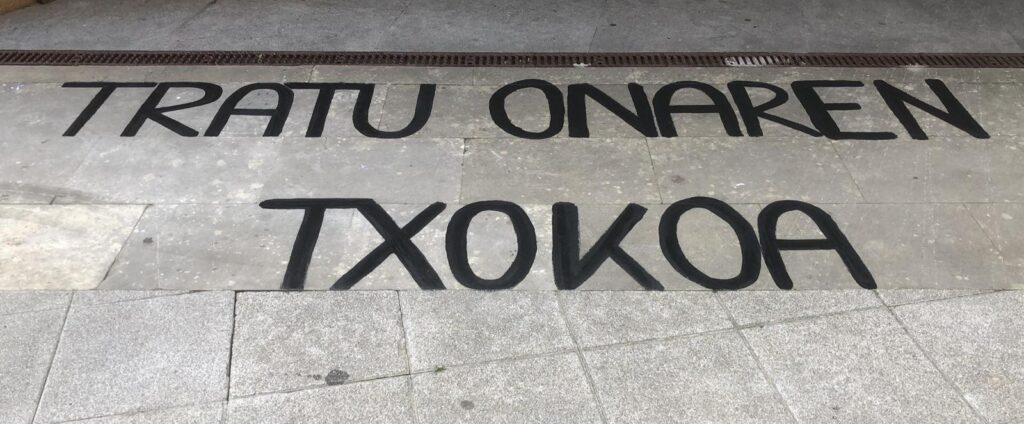 TRATU ONAREN
TXOKOA